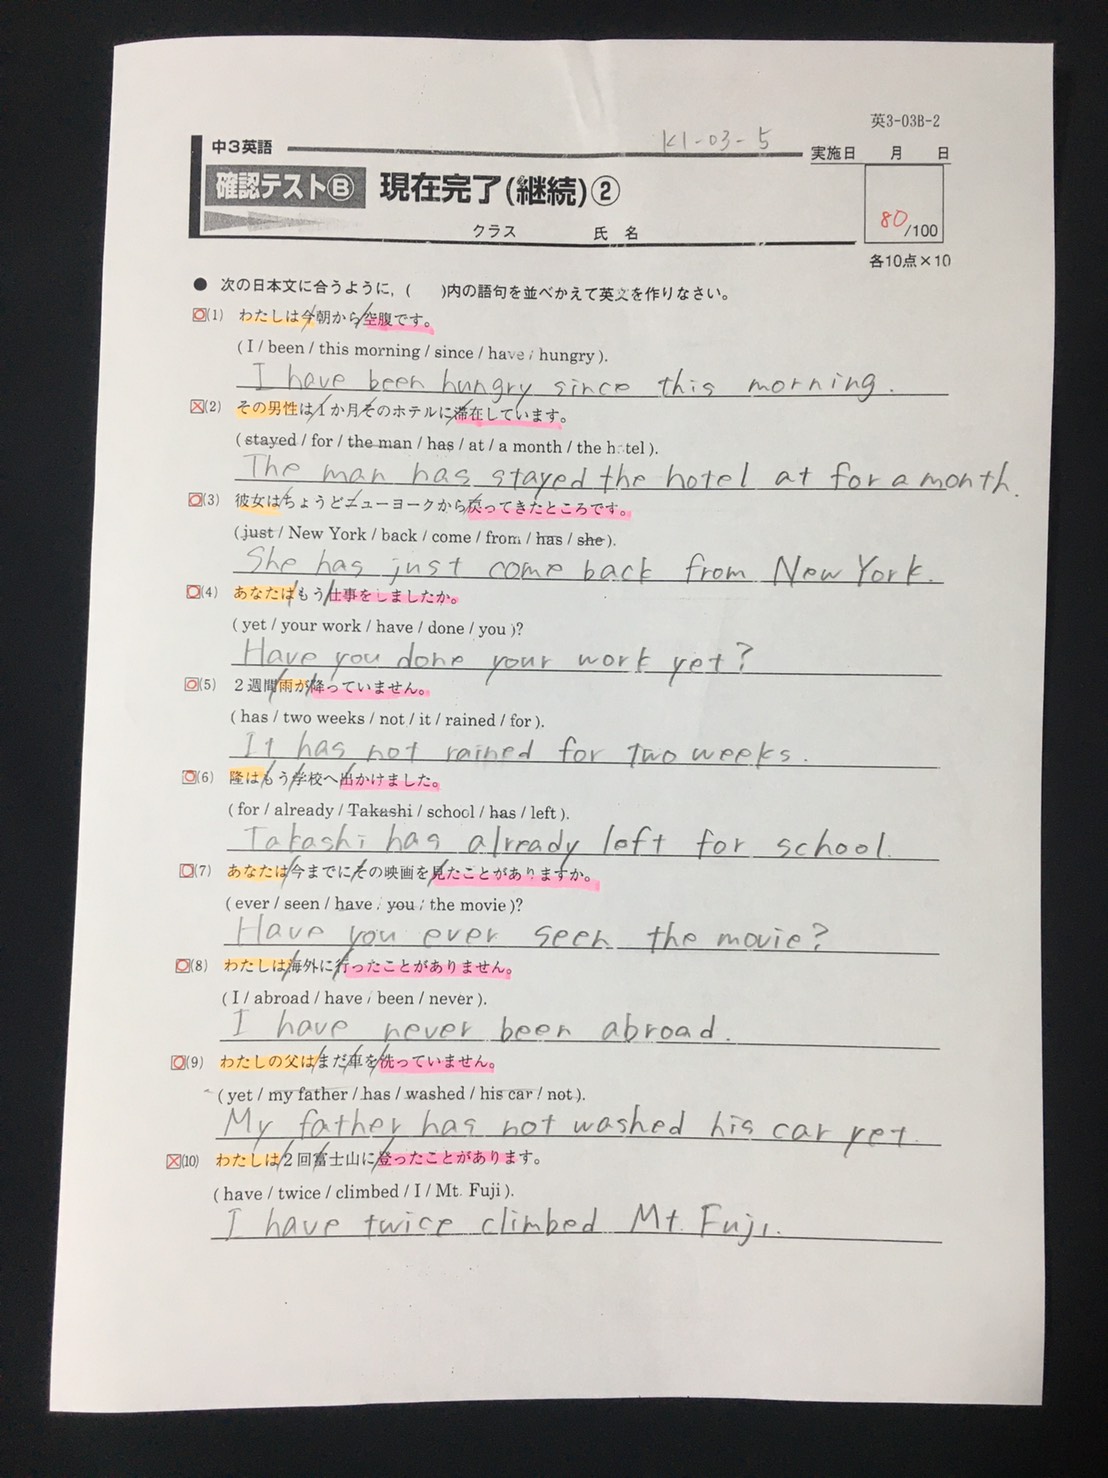 英3-03B-2
K1-03-5
中3英語
実施日 月 日
確認テストⒷ 現在完了(継続)②
80/100
クラス 氏名
各10点×10
● 次の日本文に合うように, ( )内の語句を並べかえて英文を作りなさい。
(1) わたしは今朝から空腹です。
( I / been / this morning / since / have / hungry ).
I have been hungry since this morning.
(2) その男性は1か月そのホテルに滞在しています。
( stayed / for / the man / has / at / a month / the hotel ).
The man has stayed the hotel at for a month.
(3) 彼女はちょうどニューヨークから戻ってきたところです。
( just / New York / back / come / from / has / she ).
She has just come back from New York.
(4) あなたはもう仕事をしましたか。
( yet / your work / have / done / you )?
Have you done your work yet?
(5) 2週間雨が降っていません。
( has / two weeks / not / it / rained / for ).
It has not rained for two weeks.
(6) 隆はもう学校へ出かけました。
( for / already / Takashi / school / has / left ).
Takashi has already left for school.
(7) あなたは今までにその映画を見たことがありますか。
( ever / seen / have / you / the movie )?
Have you ever seen the movie?
(8) わたしは海外に行ったことがありません。
( I / abroad / have / been / never ).
I have never been abroad.
(9) わたしの父はまだ車を洗っていません。
( yet / my father / has / washed / his car / not ).
My father has not washed his car yet.
(10) わたしは2回富士山に登ったことがあります。
( have / twice / climbed / I / Mt. Fuji ).
I have twice climbed Mt. Fuji.